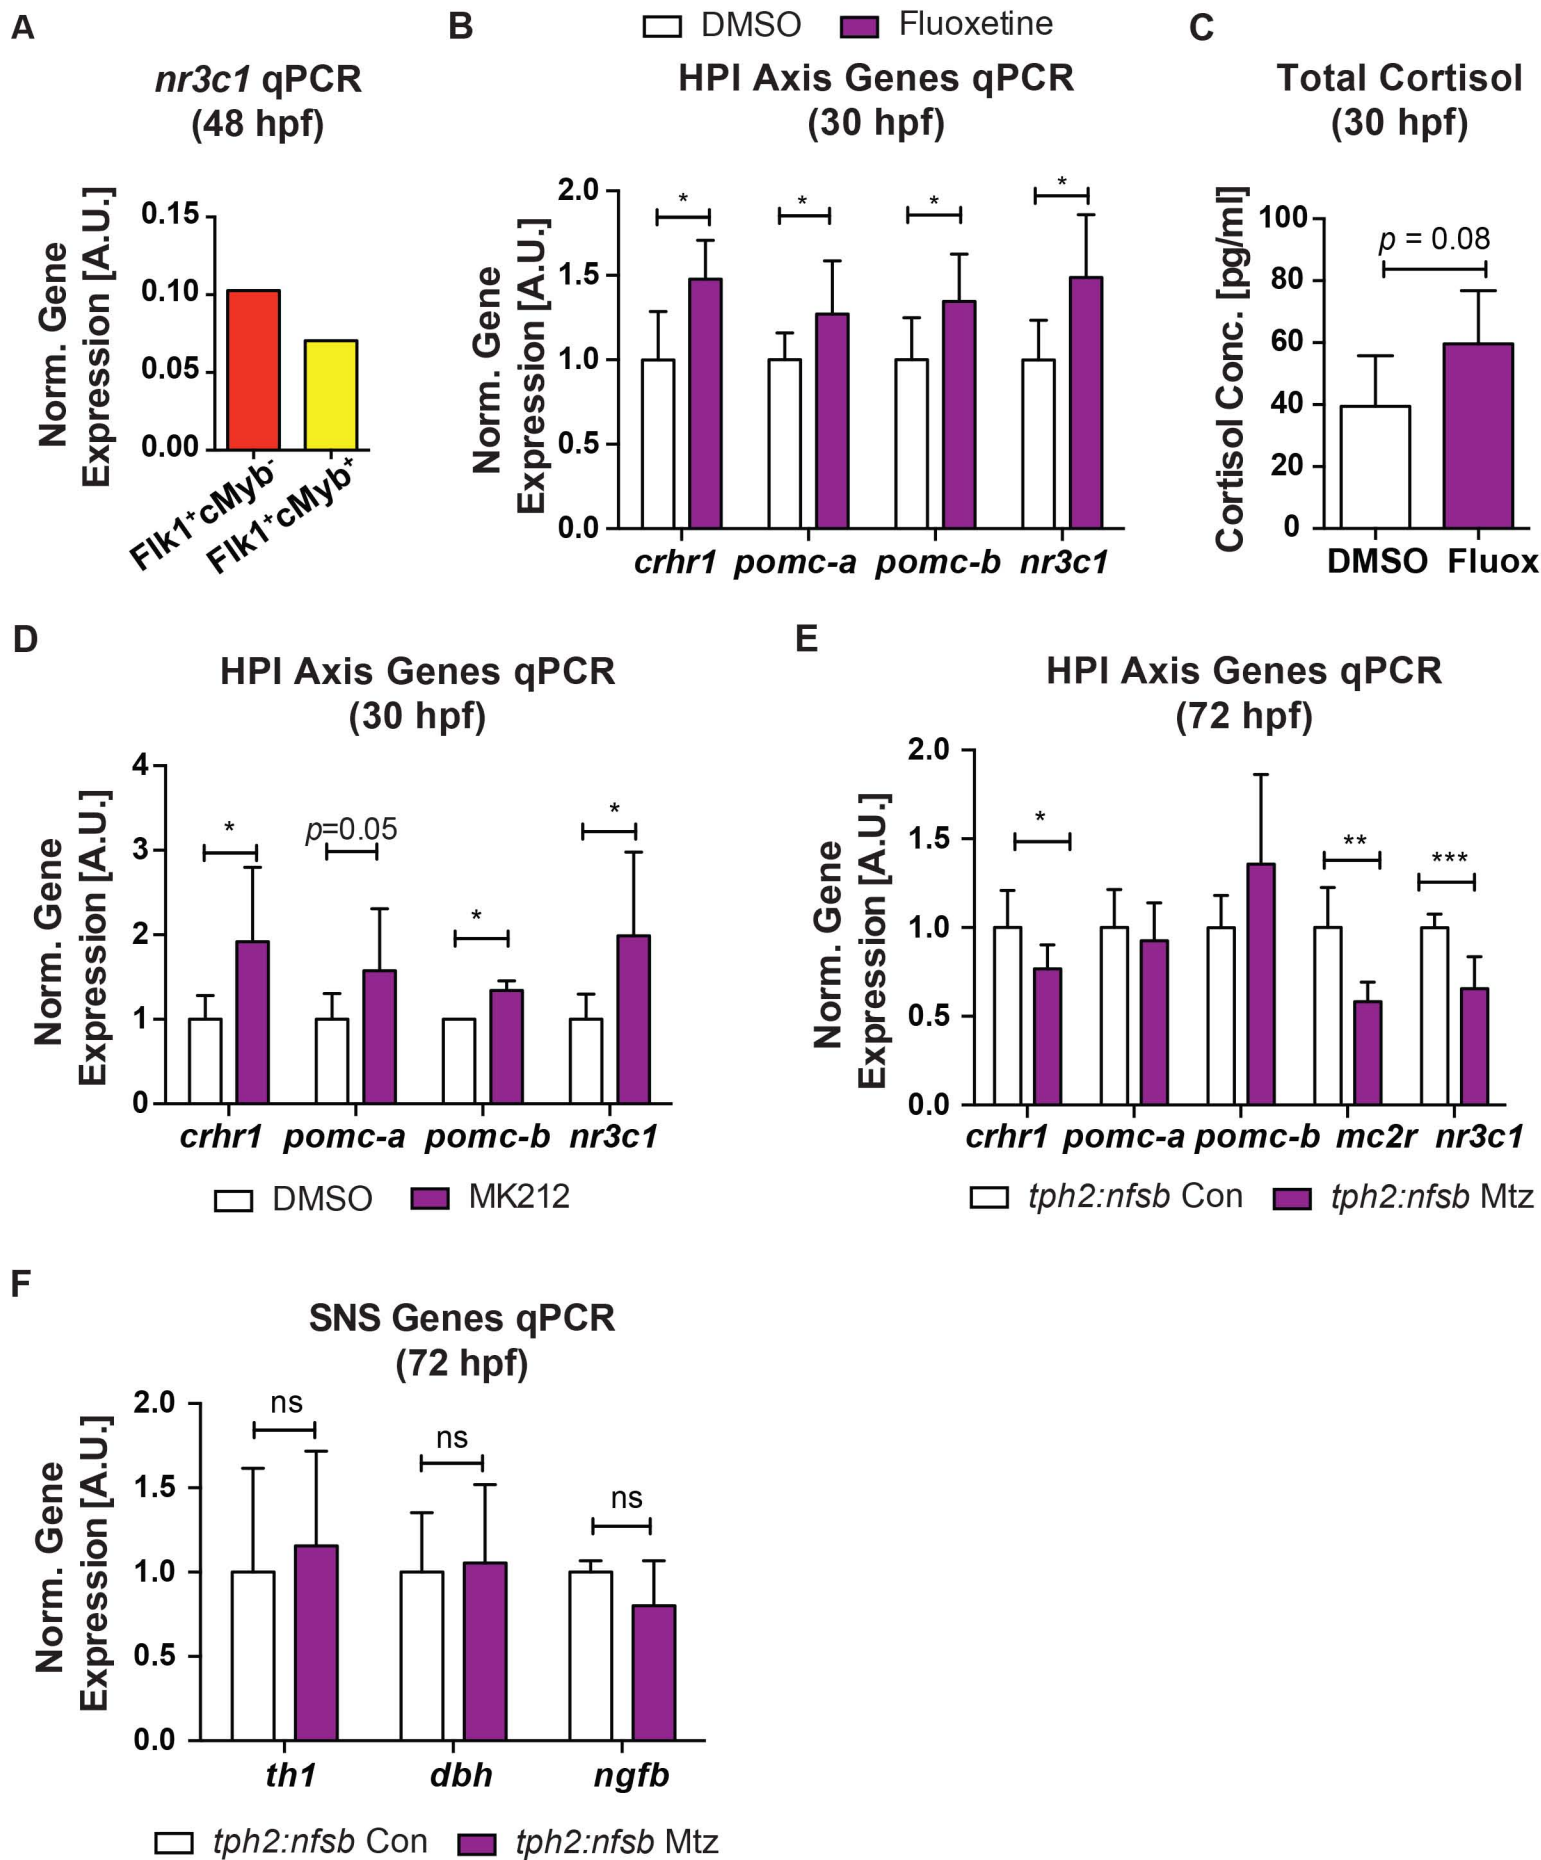 A
nr3c1 qPCR
(48 hpf)
Norm. Gene
Expression [A.U.]
0.15
0.10
0.05
0.00
Flk1⁺cMyb⁻
Flk1⁺cMyb⁺
B
DMSO Fluoxetine
HPI Axis Genes qPCR
(30 hpf)
Norm. Gene
Expression [A.U.]
2.0
1.5
1.0
0.5
0.0
* * * *
crhr1 pomc-a pomc-b nr3c1
C
Total Cortisol
(30 hpf)
Cortisol Conc. [pg/ml]
100
80
60
40
20
0
p = 0.08
DMSO Fluox
D
HPI Axis Genes qPCR
(30 hpf)
Norm. Gene
Expression [A.U.]
4
3
2
1
0
* p=0.05 * *
crhr1 pomc-a pomc-b nr3c1
DMSO MK212
E
HPI Axis Genes qPCR
(72 hpf)
Norm. Gene
Expression [A.U.]
2.0
1.5
1.0
0.5
0.0
* ** ***
crhr1 pomc-a pomc-b mc2r nr3c1
tph2:nfsb Con tph2:nfsb Mtz
F
SNS Genes qPCR
(72 hpf)
Norm. Gene
Expression [A.U.]
2.0
1.5
1.0
0.5
0.0
ns ns ns
th1 dbh ngfb
tph2:nfsb Con tph2:nfsb Mtz